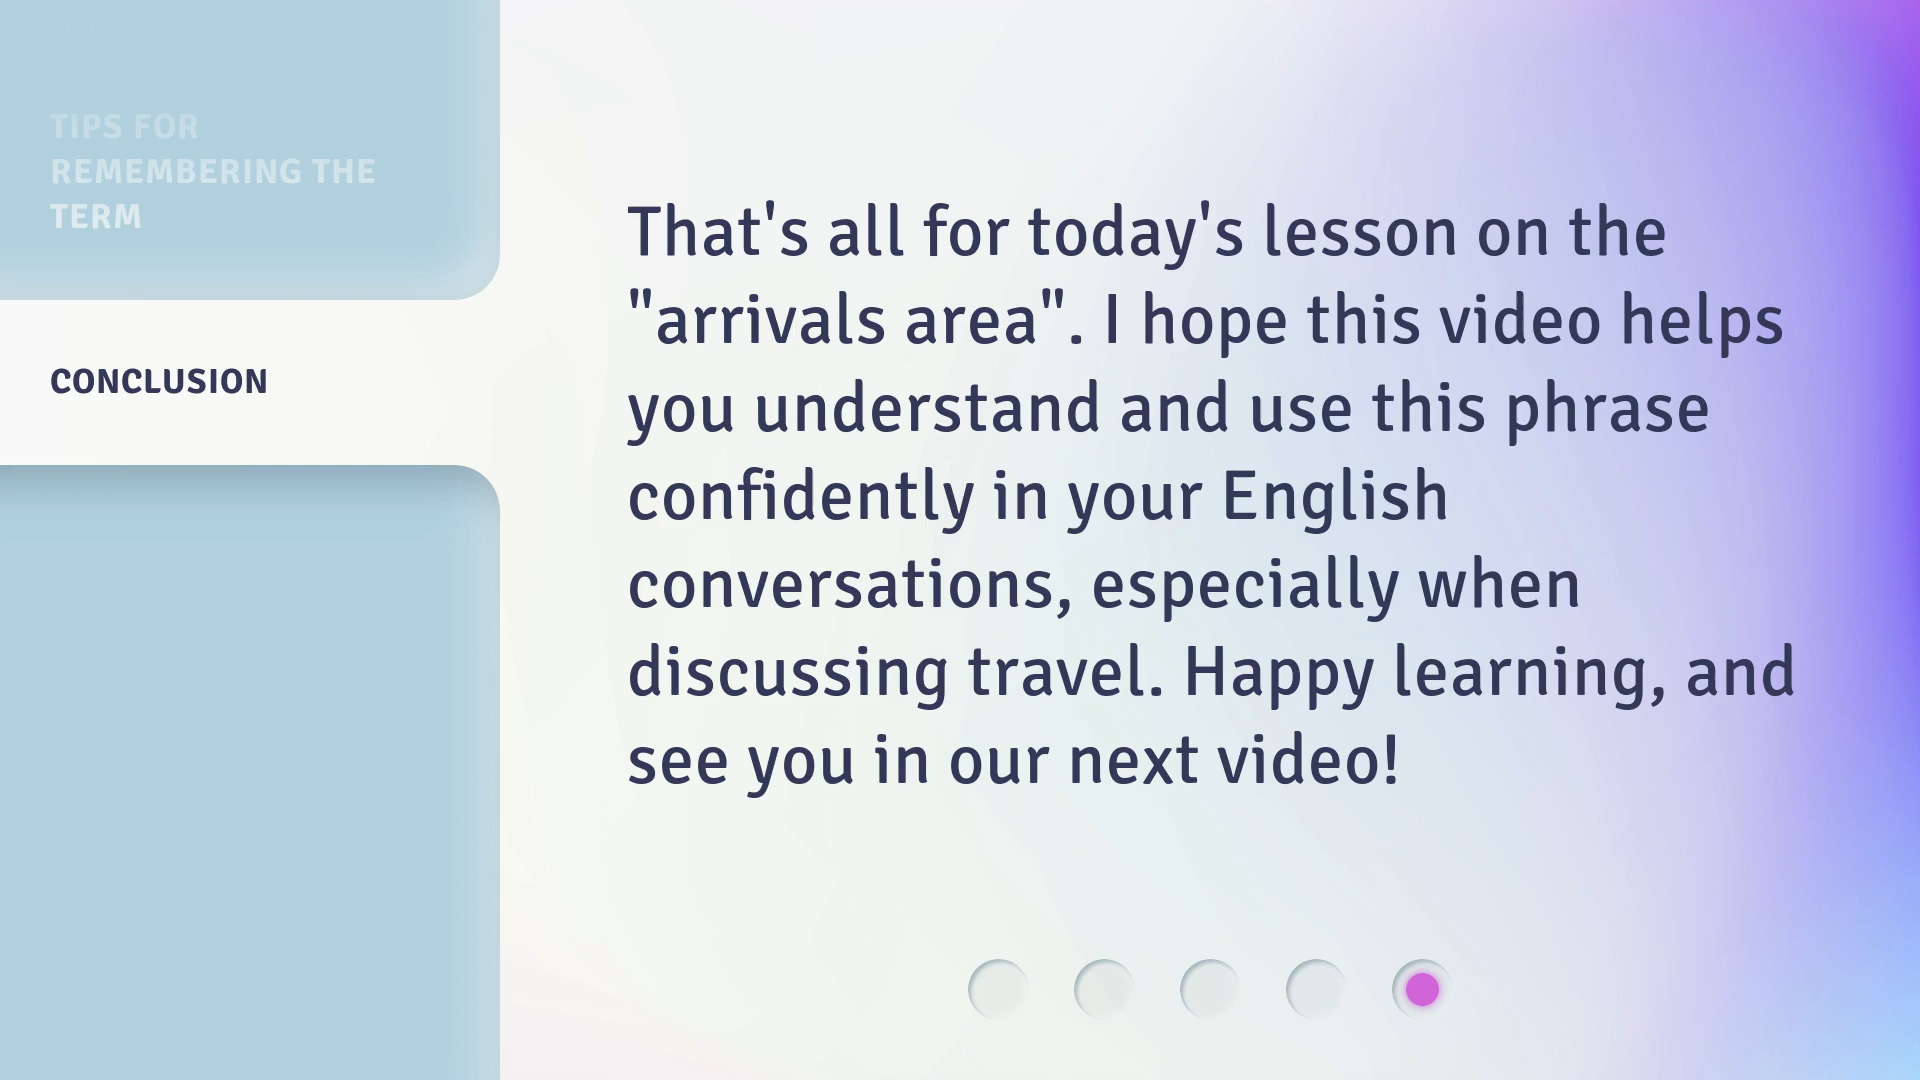 TIPS FOR
REMEMBERING THE
TERM
CONCLUSION
That's all for today's lesson on the
"arrivals area". I hope this video helps
you understand and use this phrase
confidently in your English
conversations, especially when
discussing travel. Happy learning, and
see you in our next video!